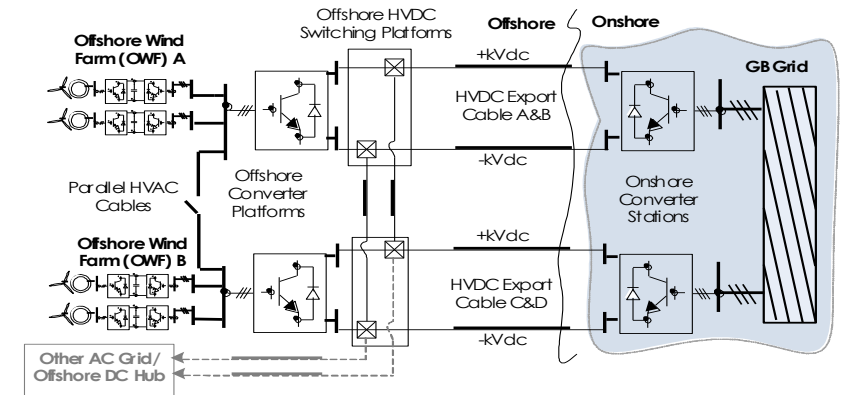 Offshore HVDC
Switching Platforms
Offshore
Onshore
Offshore Wind
Farm (OWF) A
+kVdc
GB Grid
HVDC Export
Cable A&B
-kVdc
Parallel HVAC
Cables
Offshore
Converter
Platforms
Onshore
Converter
Stations
+kVdc
Offshore Wind
Farm (OWF) B
HVDC Export
Cable C&D
-kVdc
Other AC Grid/
Offshore DC Hub